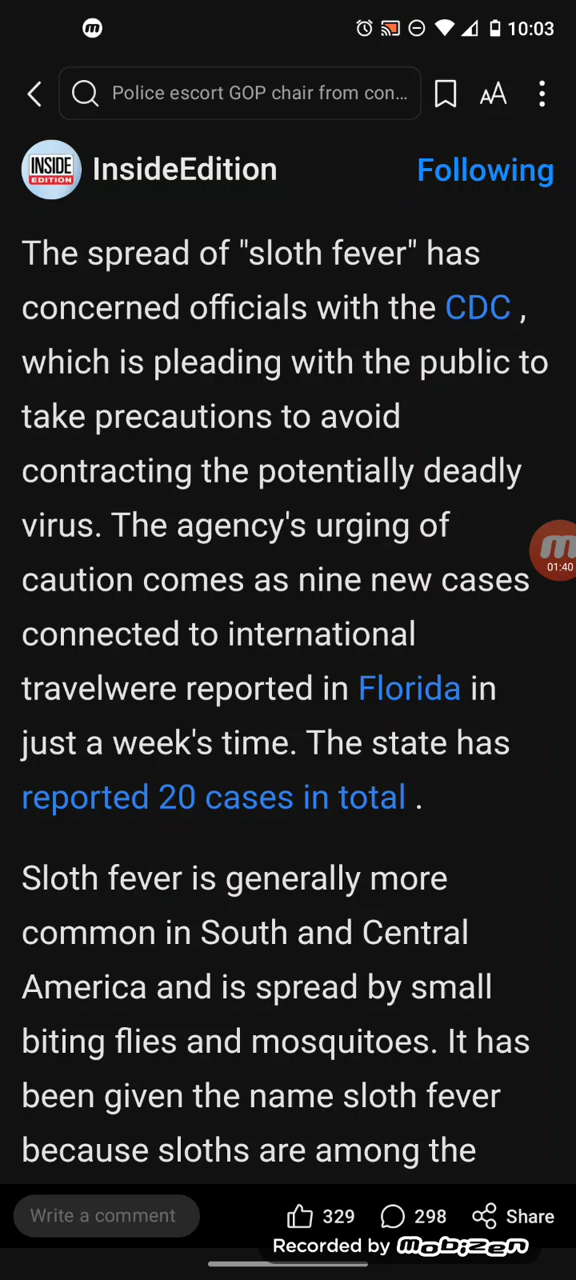 m
10:03
Police escort GOP chair from con...
AA
INSIDE
EDITION
InsideEdition
Following
The spread of "sloth fever" has
concerned officials with the CDC ,
which is pleading with the public to
take precautions to avoid
contracting the potentially deadly
virus. The agency's urging of
caution comes as nine new cases
connected to international
travelwere reported in Florida in
just a week's time. The state has
reported 20 cases in total .
m
01:40
Sloth fever is generally more
common in South and Central
America and is spread by small
biting flies and mosquitoes. It has
been given the name sloth fever
because sloths are among the
Write a comment
329
298
Share
Recorded by mobizen